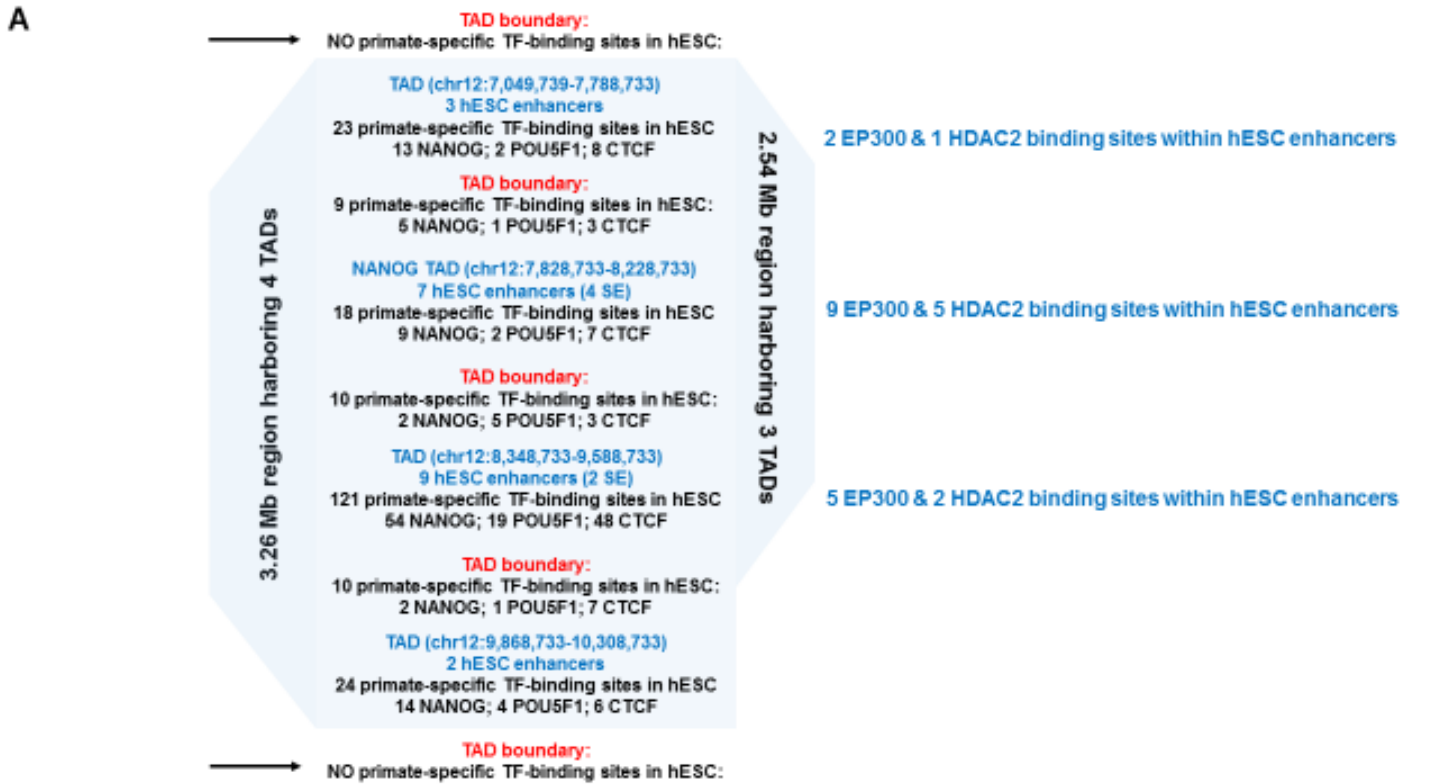 A
TAD boundary:
NO primate-specific TF-binding sites in hESC:
TAD (chr12:7,049,739-7,788,733)
3 hESC enhancers
23 primate-specific TF-binding sites in hESC
13 NANOG; 2 POU5F1; 8 CTCF
2 EP300 & 1 HDAC2 binding sites within hESC enhancers
TAD boundary:
9 primate-specific TF-binding sites in hESC:
5 NANOG; 1 POU5F1; 3 CTCF
NANOG TAD (chr12:7,828,733-8,228,733)
7 hESC enhancers (4 SE)
18 primate-specific TF-binding sites in hESC
9 NANOG; 2 POU5F1; 7 CTCF
9 EP300 & 5 HDAC2 binding sites within hESC enhancers
3.26 Mb region harboring 4 TADs
2.54 Mb region harboring 3 TADs
TAD boundary:
10 primate-specific TF-binding sites in hESC:
2 NANOG; 5 POU5F1; 3 CTCF
TAD (chr12:8,348,733-9,588,733)
9 hESC enhancers (2 SE)
121 primate-specific TF-binding sites in hESC
54 NANOG; 19 POU5F1; 48 CTCF
5 EP300 & 2 HDAC2 binding sites within hESC enhancers
TAD boundary:
10 primate-specific TF-binding sites in hESC:
2 NANOG; 1 POU5F1; 7 CTCF
TAD (chr12:9,868,733-10,308,733)
2 hESC enhancers
24 primate-specific TF-binding sites in hESC
14 NANOG; 4 POU5F1; 6 CTCF
TAD boundary:
NO primate-specific TF-binding sites in hESC: